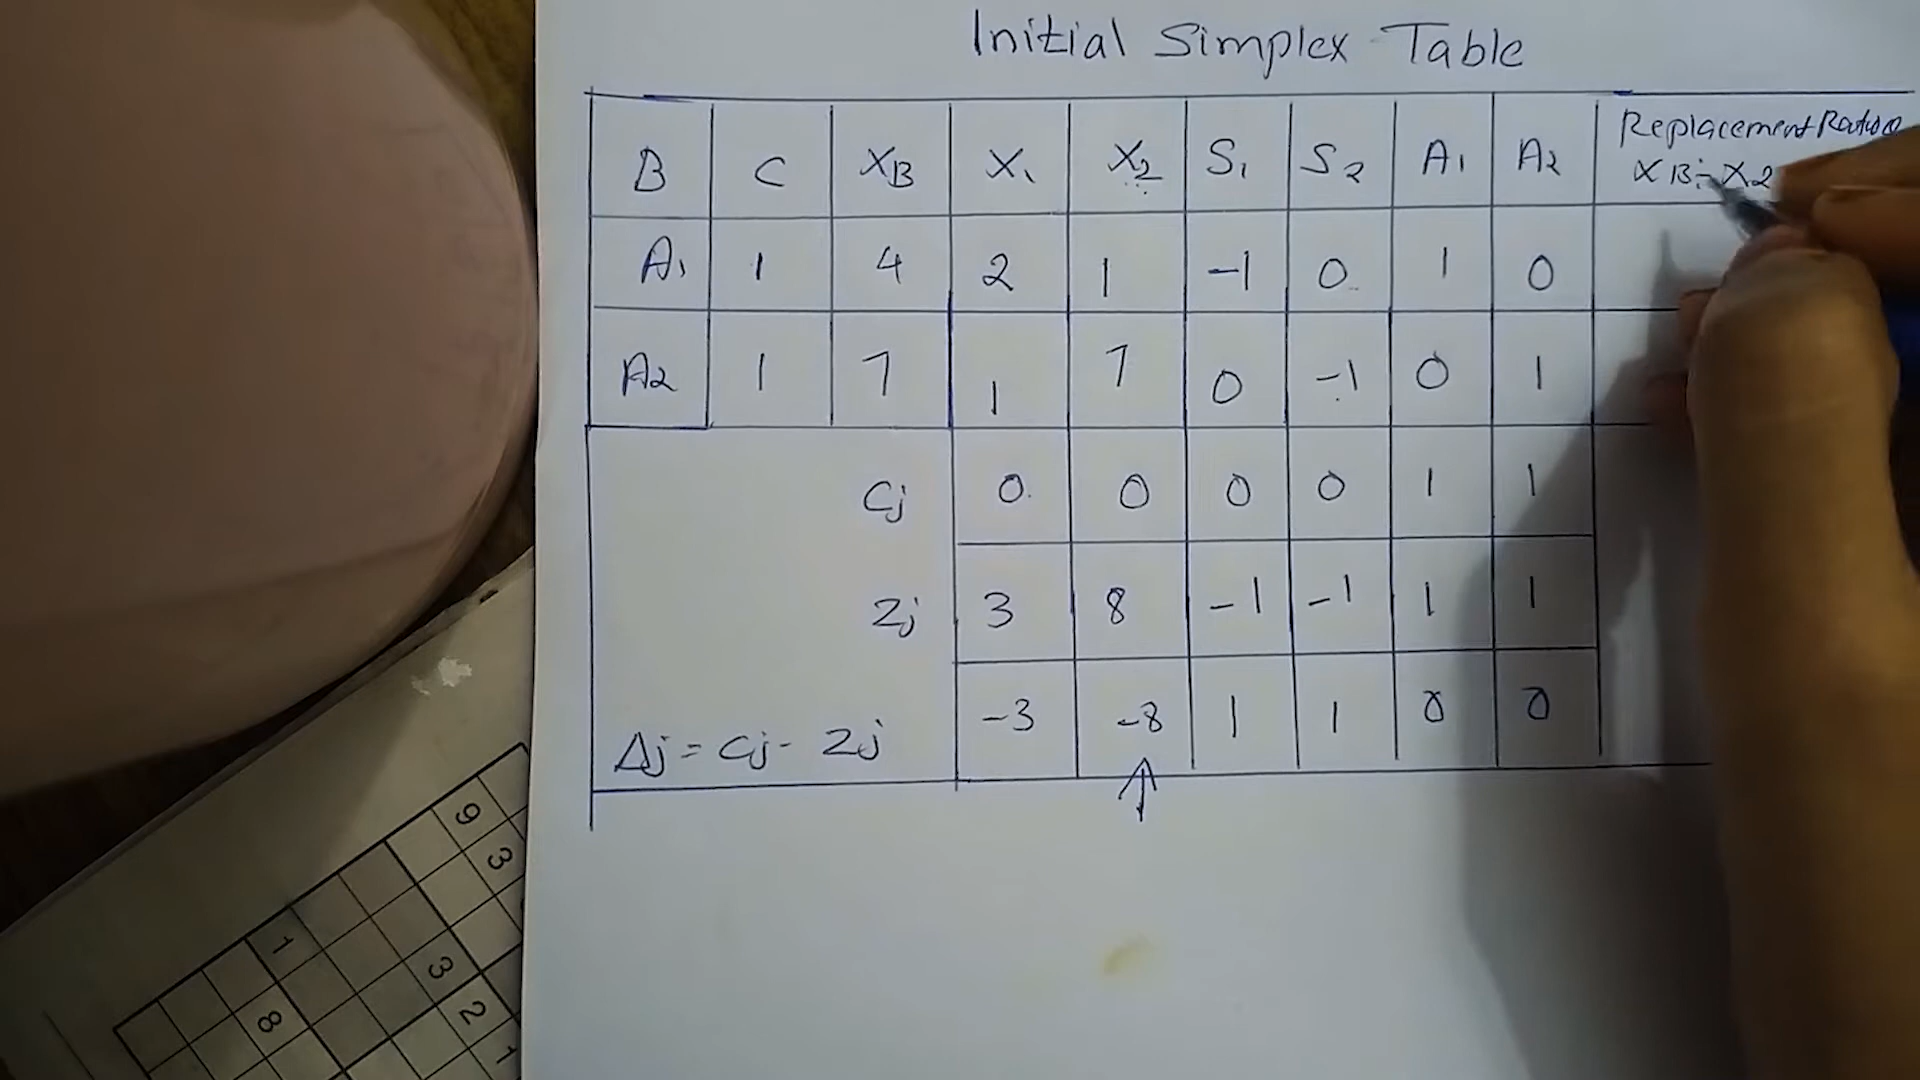 Initial Simplex Table
B C XB X1 X2 S1 S2 A1 A2 Replacement Ratio
XB÷X2
A1 1 4 2 1 -1 0 1 0
A2 1 7 1 7 0 -1 0 1
Cj 0 0 0 0 1 1
Zj 3 8 -1 -1 1 1
Δj = Cj - Zj -3 -8 1 1 0 0
↑
9
3
1
3
8
2
1